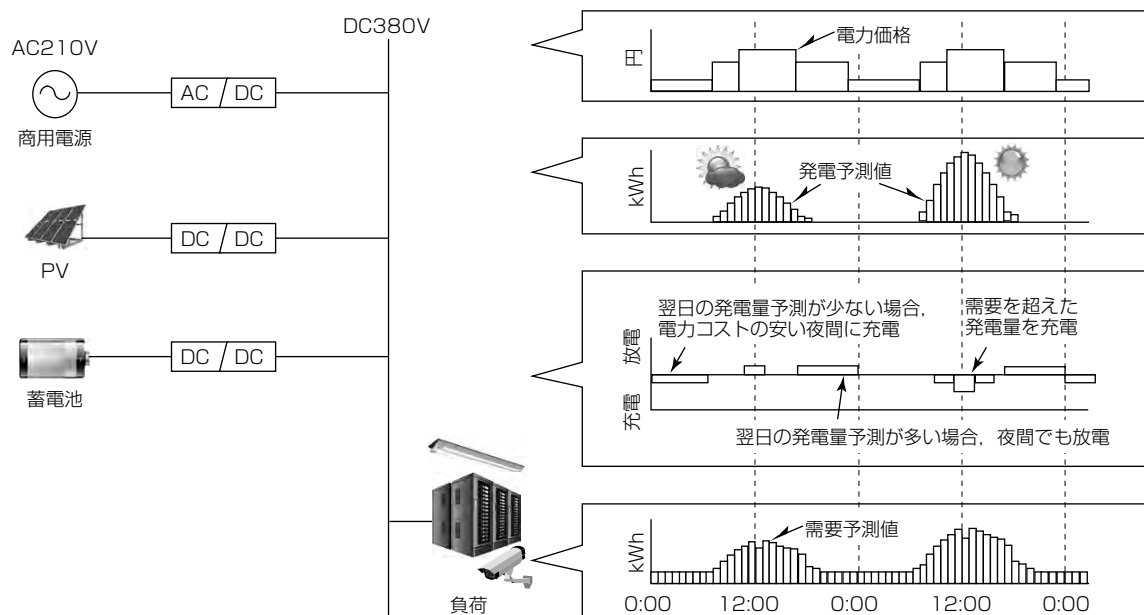 DC380V
AC210V
AC / DC
商用電源
DC / DC
PV
DC / DC
蓄電池
負荷
円
電力価格
kWh
発電予測値
放電
充電
翌日の発電量予測が少ない場合,
電力コストの安い夜間に充電
需要を超えた
発電量を充電
翌日の発電量予測が多い場合, 夜間でも放電
kWh
需要予測値
0:00 12:00 0:00 12:00 0:00